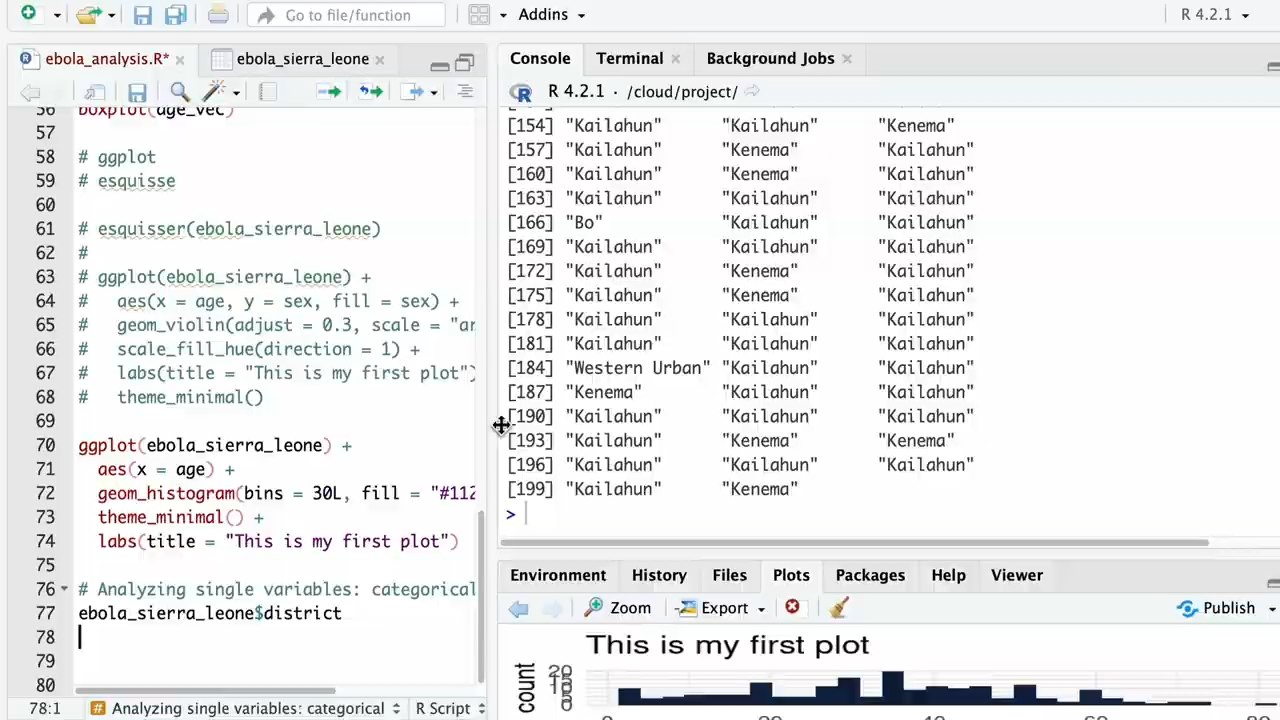 Go to file/function
Addins
R 4.2.1
ebola_analysis.R*
ebola_sierra_leone
56 boxplot(age_vec)
57
58 # ggplot
59 # esquisse
60
61 # esquisser(ebola_sierra_leone)
62 #
63 # ggplot(ebola_sierra_leone) +
64 #   aes(x = age, y = sex, fill = sex) +
65 #   geom_violin(adjust = 0.3, scale = "ar
66 #   scale_fill_hue(direction = 1) +
67 #   labs(title = "This is my first plot")
68 #   theme_minimal()
69
70 ggplot(ebola_sierra_leone) +
71   aes(x = age) +
72   geom_histogram(bins = 30L, fill = "#112
73   theme_minimal() +
74   labs(title = "This is my first plot")
75
76 # Analyzing single variables: categorical
77 ebola_sierra_leone$district
78
79
80
78:1 # Analyzing single variables: categorical R Script
Console Terminal Background Jobs
R 4.2.1 · /cloud/project/
[154] "Kailahun" "Kailahun" "Kenema"
[157] "Kailahun" "Kenema" "Kailahun"
[160] "Kailahun" "Kenema" "Kailahun"
[163] "Kailahun" "Kailahun" "Kailahun"
[166] "Bo" "Kailahun" "Kailahun"
[169] "Kailahun" "Kailahun" "Kailahun"
[172] "Kailahun" "Kenema" "Kailahun"
[175] "Kailahun" "Kenema" "Kailahun"
[178] "Kailahun" "Kailahun" "Kailahun"
[181] "Kailahun" "Kailahun" "Kailahun"
[184] "Western Urban" "Kailahun" "Kailahun"
[187] "Kenema" "Kailahun" "Kailahun"
[190] "Kailahun" "Kailahun" "Kailahun"
[193] "Kailahun" "Kenema" "Kenema"
[196] "Kailahun" "Kailahun" "Kailahun"
[199] "Kailahun" "Kenema"
>
Environment History Files Plots Packages Help Viewer
Zoom Export Publish
This is my first plot
count
20
0